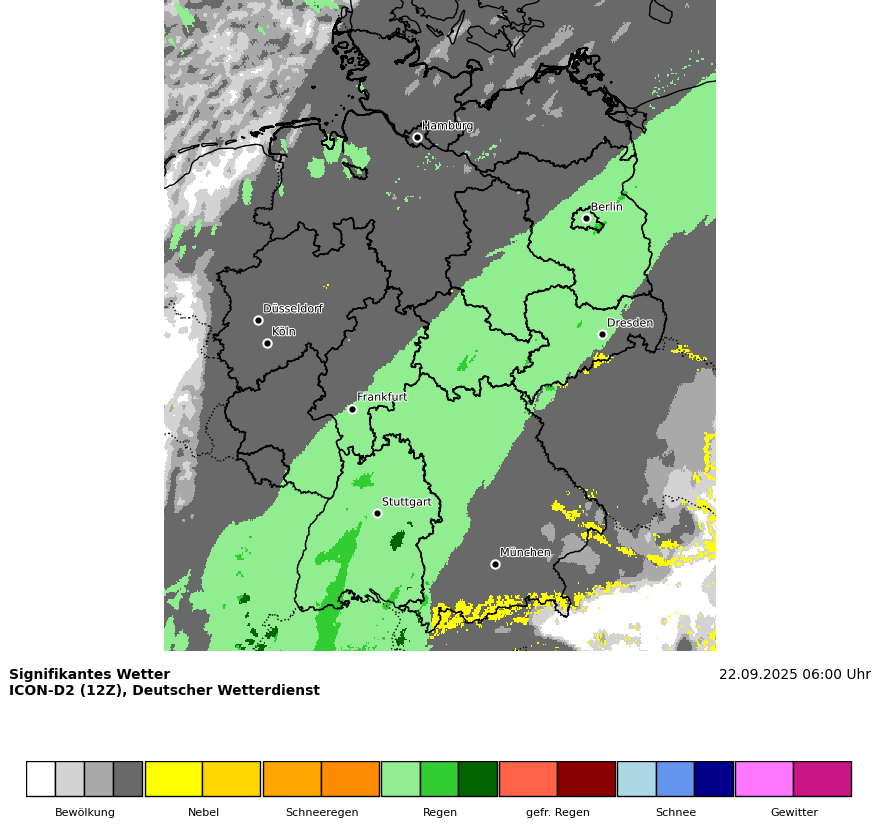 Hamburg
Berlin
Düsseldorf
Köln
Dresden
Frankfurt
Stuttgart
München
Signifikantes Wetter
22.09.2025 06:00 Uhr
ICON-D2 (12Z), Deutscher Wetterdienst
Bewölkung
Nebel
Schneeregen
Regen
gefr. Regen
Schnee
Gewitter